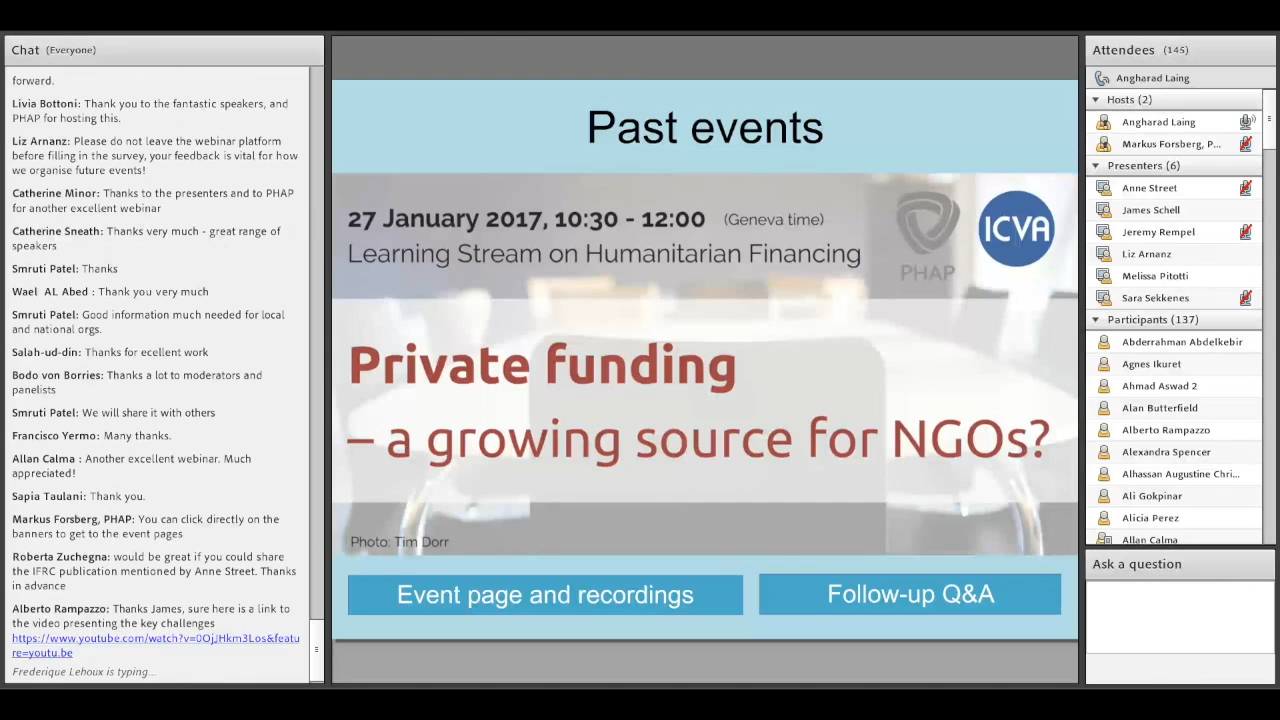 Chat (Everyone)
forward.
Livia Bottoni: Thank you to the fantastic speakers, and
PHAP for hosting this.
Liz Arnanz: Please do not leave the webinar platform
before filling in the survey, your feedback is vital for how
we organise future events!
Catherine Minor: Thanks to the presenters and to PHAP
for another excellent webinar
Catherine Sneath: Thanks very much - great range of
speakers
Smruti Patel: Thanks
Wael AL Abed : Thank you very much
Smruti Patel: Good information much needed for local
and national orgs.
Salah-ud-din: Thanks for ecellent work
Bodo von Borries: Thanks a lot to moderators and
panelists
Smruti Patel: We will share it with others
Francisco Yermo: Many thanks.
Allan Calma : Another excellent webinar. Much
appreciated!
Sapia Taulani: Thank you.
Markus Forsberg, PHAP: You can click directly on the
banners to get to the event pages
Roberta Zuchegna: would be great if you could share
the IFRC publication mentioned by Anne Street. Thanks
in advance
Alberto Rampazzo: Thanks James, sure here is a link to
the video presenting the key challenges
https://www.youtube.com/watch?v=0OjJHkm3Los&featu
re=youtu.be
Frederique Lehoux is typing...
Past events
27 January 2017, 10:30 - 12:00 (Geneva time)
Learning Stream on Humanitarian Financing
PHAP
ICVA
Private funding
– a growing source for NGOs?
Photo: Tim Dorr
Event page and recordings
Follow-up Q&A
Attendees (145)
Angharad Laing
Hosts (2)
Angharad Laing
Markus Forsberg, P...
Presenters (6)
Anne Street
James Schell
Jeremy Rempel
Liz Arnanz
Melissa Pitotti
Sara Sekkenes
Participants (137)
Abderrahman Abdelkebir
Agnes Ikuret
Ahmad Aswad 2
Alan Butterfield
Alberto Rampazzo
Alexandra Spencer
Alhassan Augustine Chri...
Ali Gokpinar
Alicia Perez
Allan Calma
Ask a question